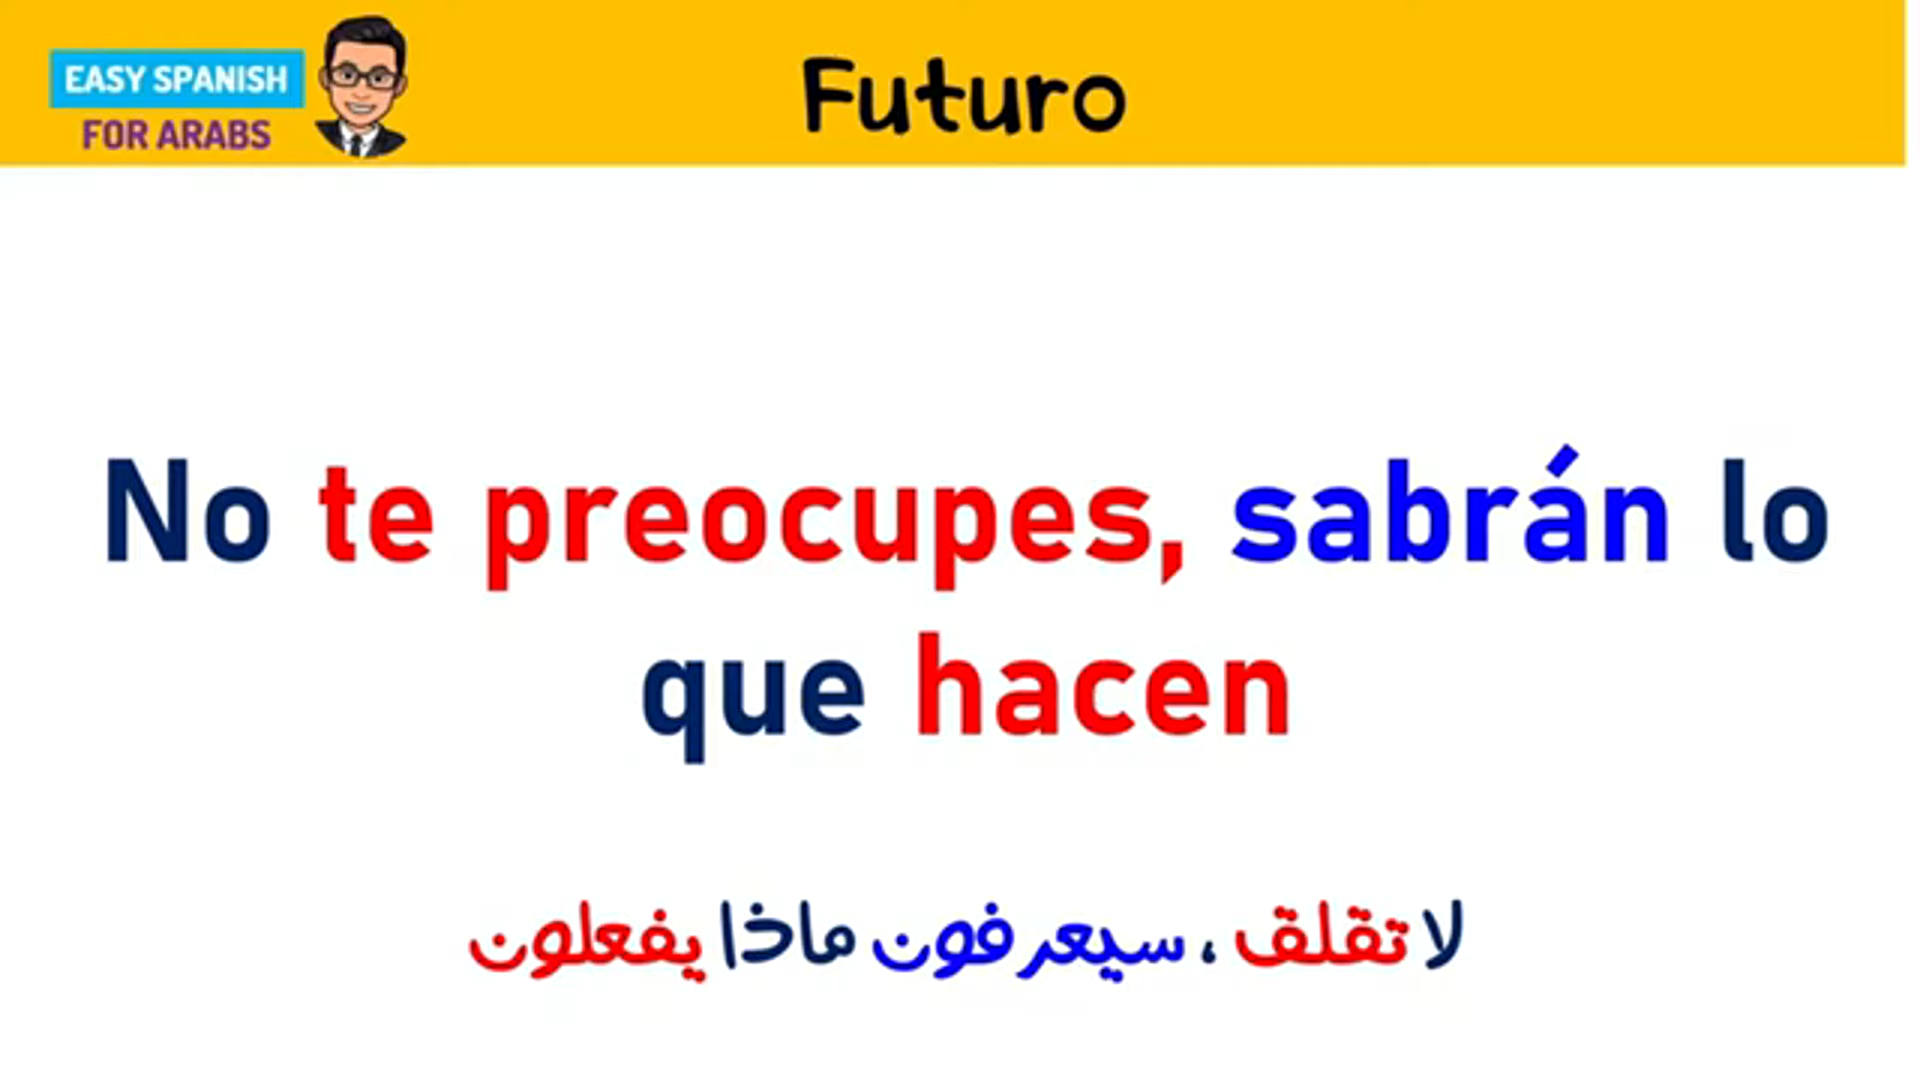 EASY SPANISH
FOR ARABS
Futuro
No te preocupes, sabrán lo
que hacen
لا تقلق ، سيعرفون ماذا يفعلون